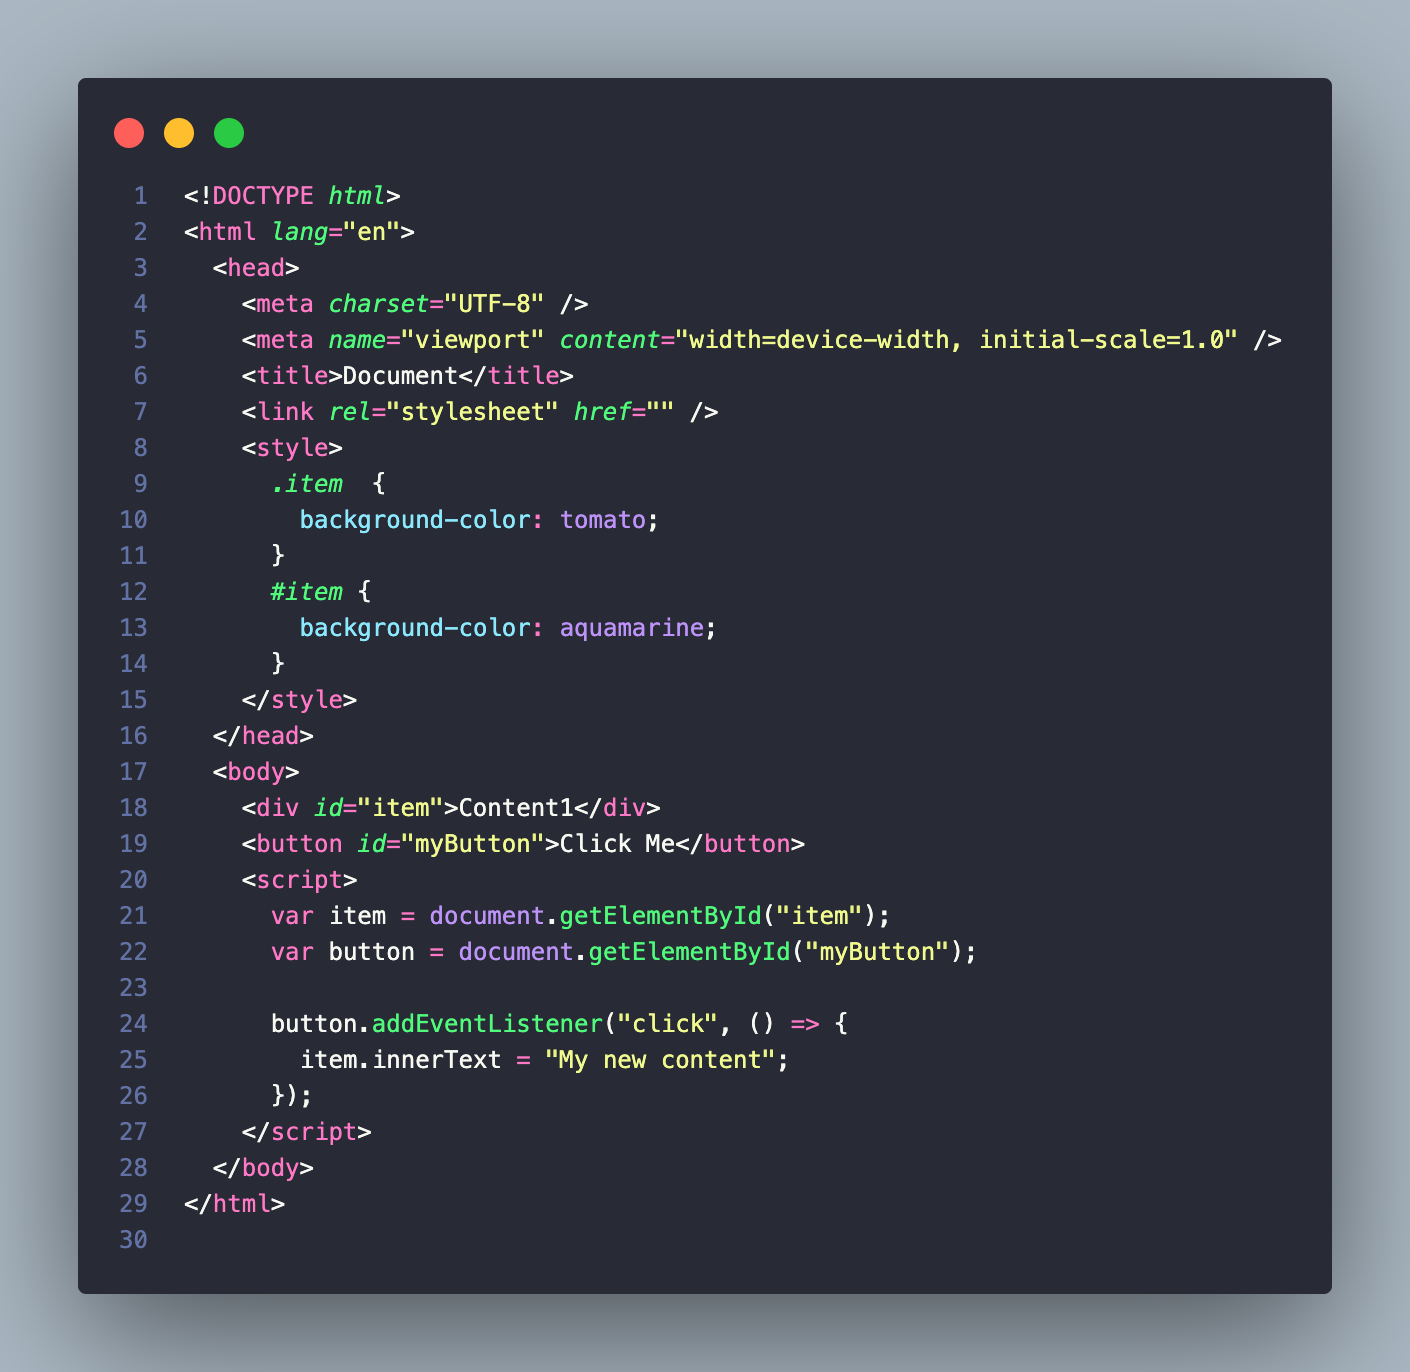 1 <!DOCTYPE html>
2 <html lang="en">
3   <head>
4     <meta charset="UTF-8" />
5     <meta name="viewport" content="width=device-width, initial-scale=1.0" />
6     <title>Document</title>
7     <link rel="stylesheet" href="" />
8     <style>
9       .item  {
10         background-color: tomato;
11       }
12       #item {
13         background-color: aquamarine;
14       }
15     </style>
16   </head>
17   <body>
18     <div id="item">Content1</div>
19     <button id="myButton">Click Me</button>
20     <script>
21       var item = document.getElementById("item");
22       var button = document.getElementById("myButton");
23
24       button.addEventListener("click", () => {
25         item.innerText = "My new content";
26       });
27     </script>
28   </body>
29 </html>
30